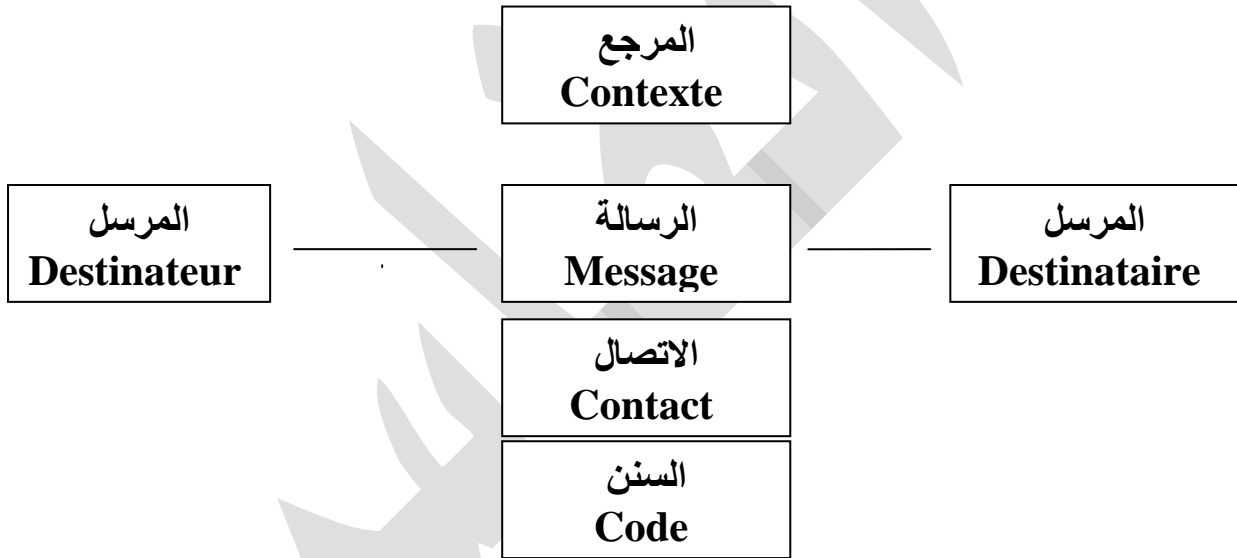 المرجع
Contexte
المرسل
Destinateur
الرسالة
Message
المرسل
Destinataire
الاتصال
Contact
السنن
Code